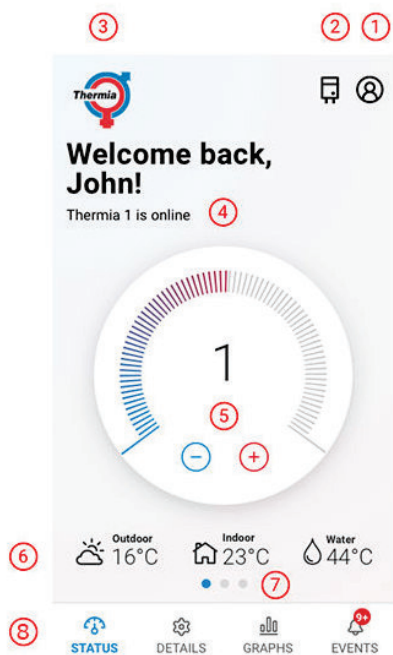 3 2 1
Thermia
Welcome back,
John!
Thermia 1 is online 4
1
5
− +
6 Outdoor 16°C Indoor 23°C Water 44°C
7
9+
8 STATUS DETAILS GRAPHS EVENTS